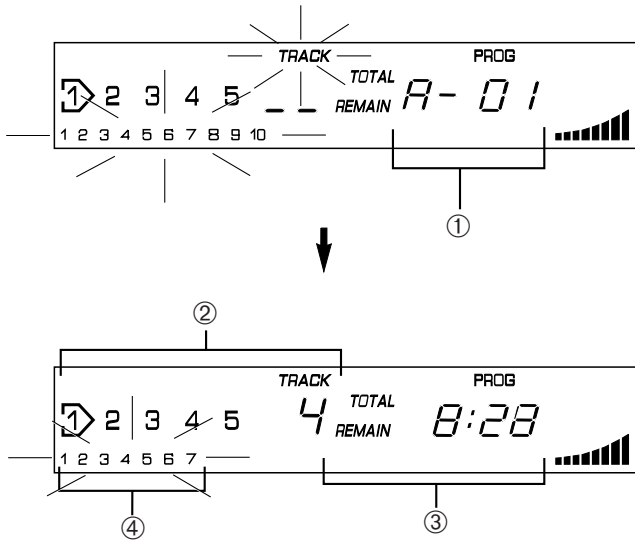 TRACK PROG
1 2 3 4 5 _ _ TOTAL REMAIN A- 01
1 2 3 4 5 6 7 8 9 10
①
②
TRACK PROG
1 2 3 4 5 4 TOTAL REMAIN 8:28
1 2 3 4 5 6 7
④ ③